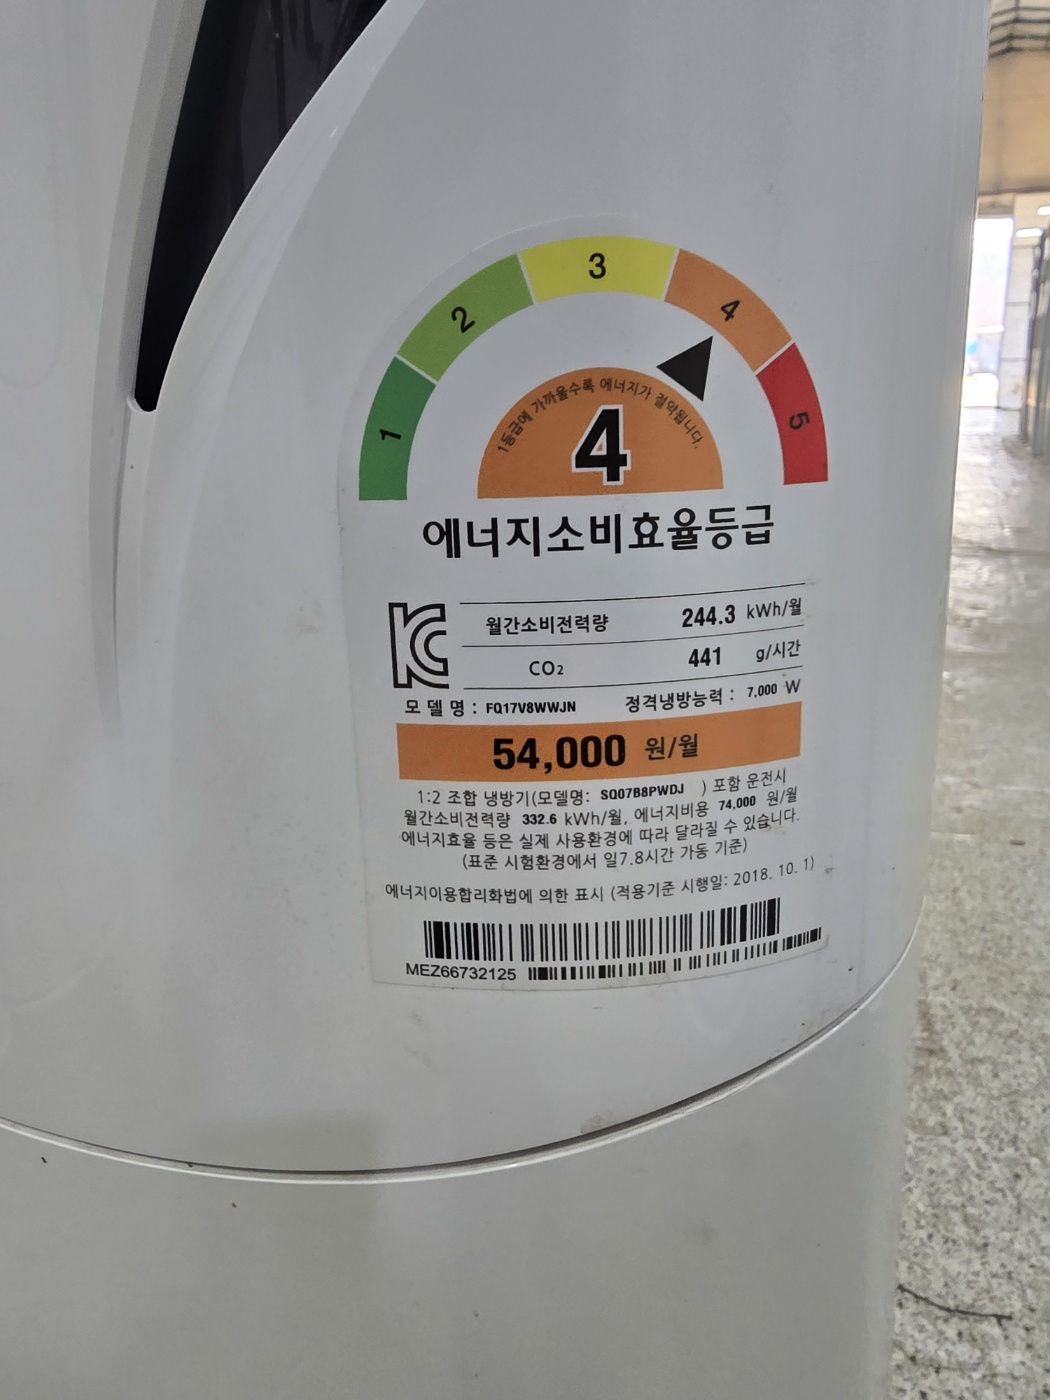 1 2 3 4 5
1등급에 가까울수록 에너지가 절약됩니다.
4
에너지소비효율등급
월간소비전력량 244.3 kWh/월
CO₂ 441 g/시간
모델명 : FQ17V8WWJN 정격냉방능력 : 7,000 W
54,000 원/월
1:2 조합 냉방기(모델명: SQ07B8PWDJ ) 포함 운전시
월간소비전력량 332.6 kWh/월, 에너지비용 74,000 원/월
에너지효율 등은 실제 사용환경에 따라 달라질 수 있습니다.
(표준 시험환경에서 일7.8시간 가동 기준)
에너지이용합리화법에 의한 표시 (적용기준 시행일: 2018. 10. 1)
MEZ66732125